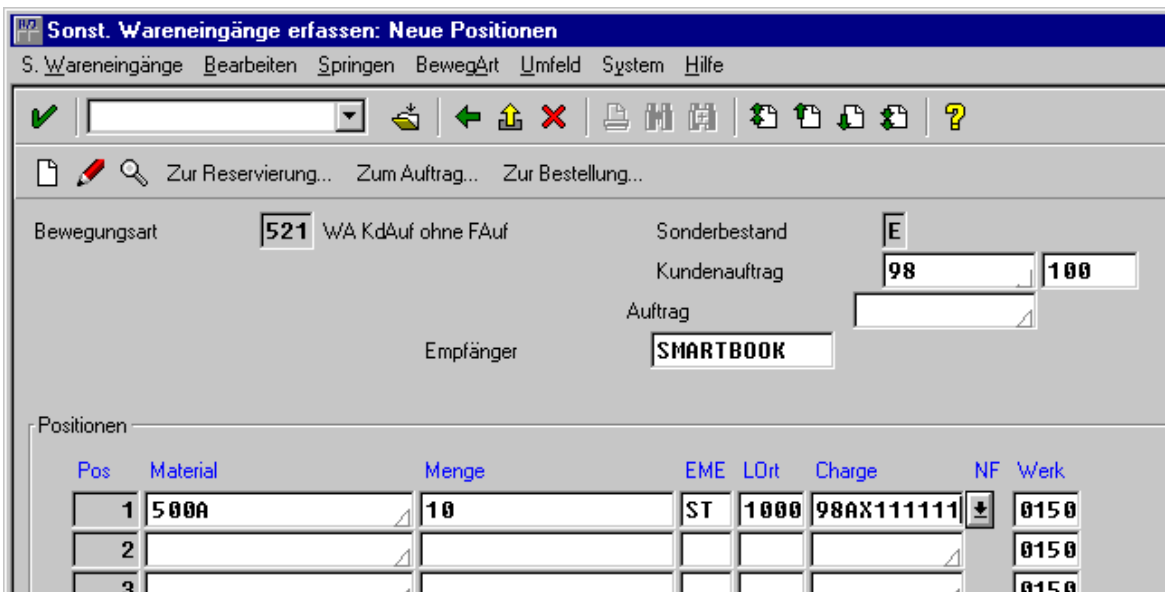 Sonst. Wareneingänge erfassen: Neue Positionen
S. Wareneingänge Bearbeiten Springen BewegArt Umfeld System Hilfe
Zur Reservierung... Zum Auftrag... Zur Bestellung...
Bewegungsart 521 WA KdAuf ohne FAuf Sonderbestand E
Kundenauftrag 98 100
Auftrag
Empfänger SMARTBOOK
Positionen
Pos Material Menge EME LOrt Charge NF Werk
1 500A 10 ST 1000 98AX111111 0150
2 0150
3 0150